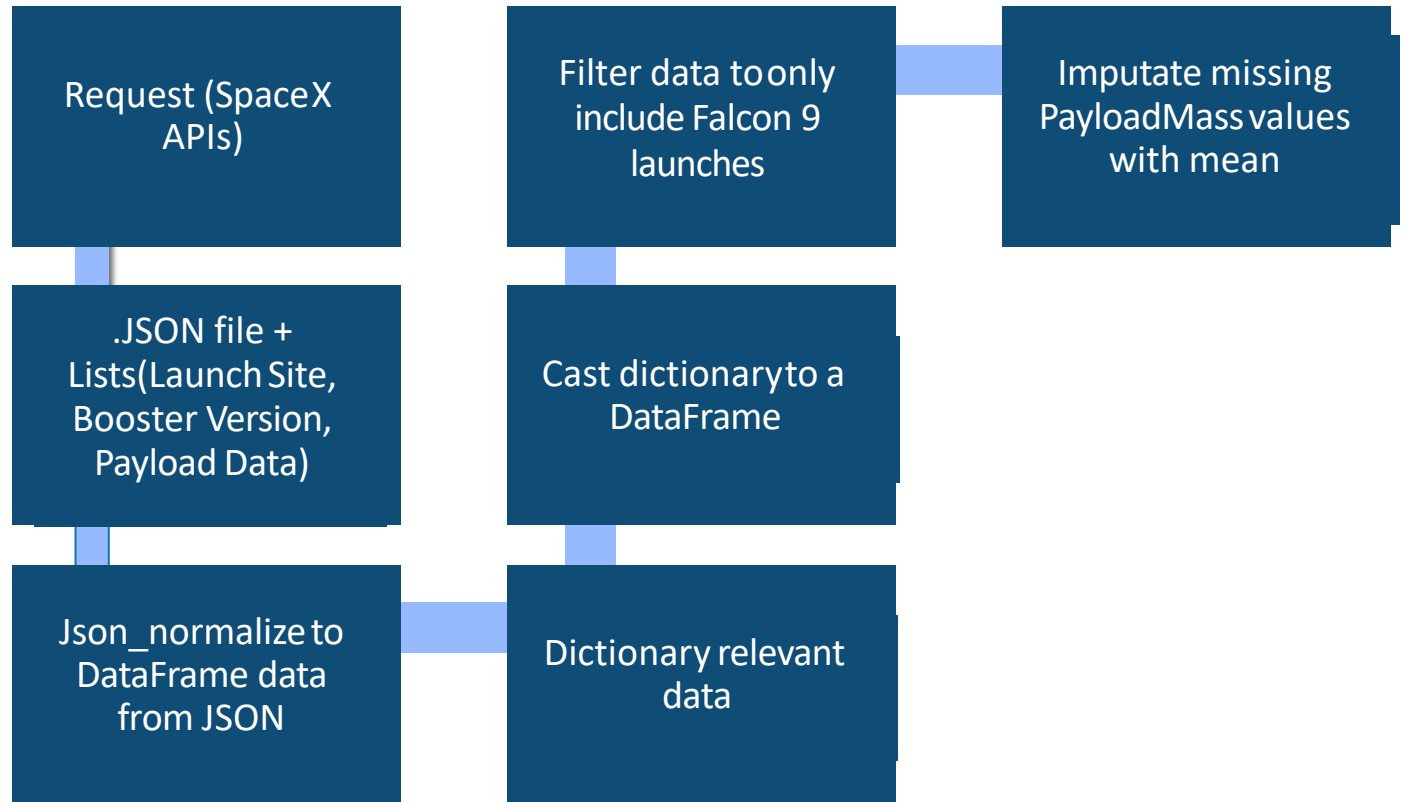 Request (SpaceX
APIs)
.JSON file +
Lists(Launch Site,
Booster Version,
Payload Data)
Json_normalize to
DataFrame data
from JSON
Dictionary relevant
data
Cast dictionary to a
DataFrame
Filter data to only
include Falcon 9
launches
Imputate missing
PayloadMass values
with mean